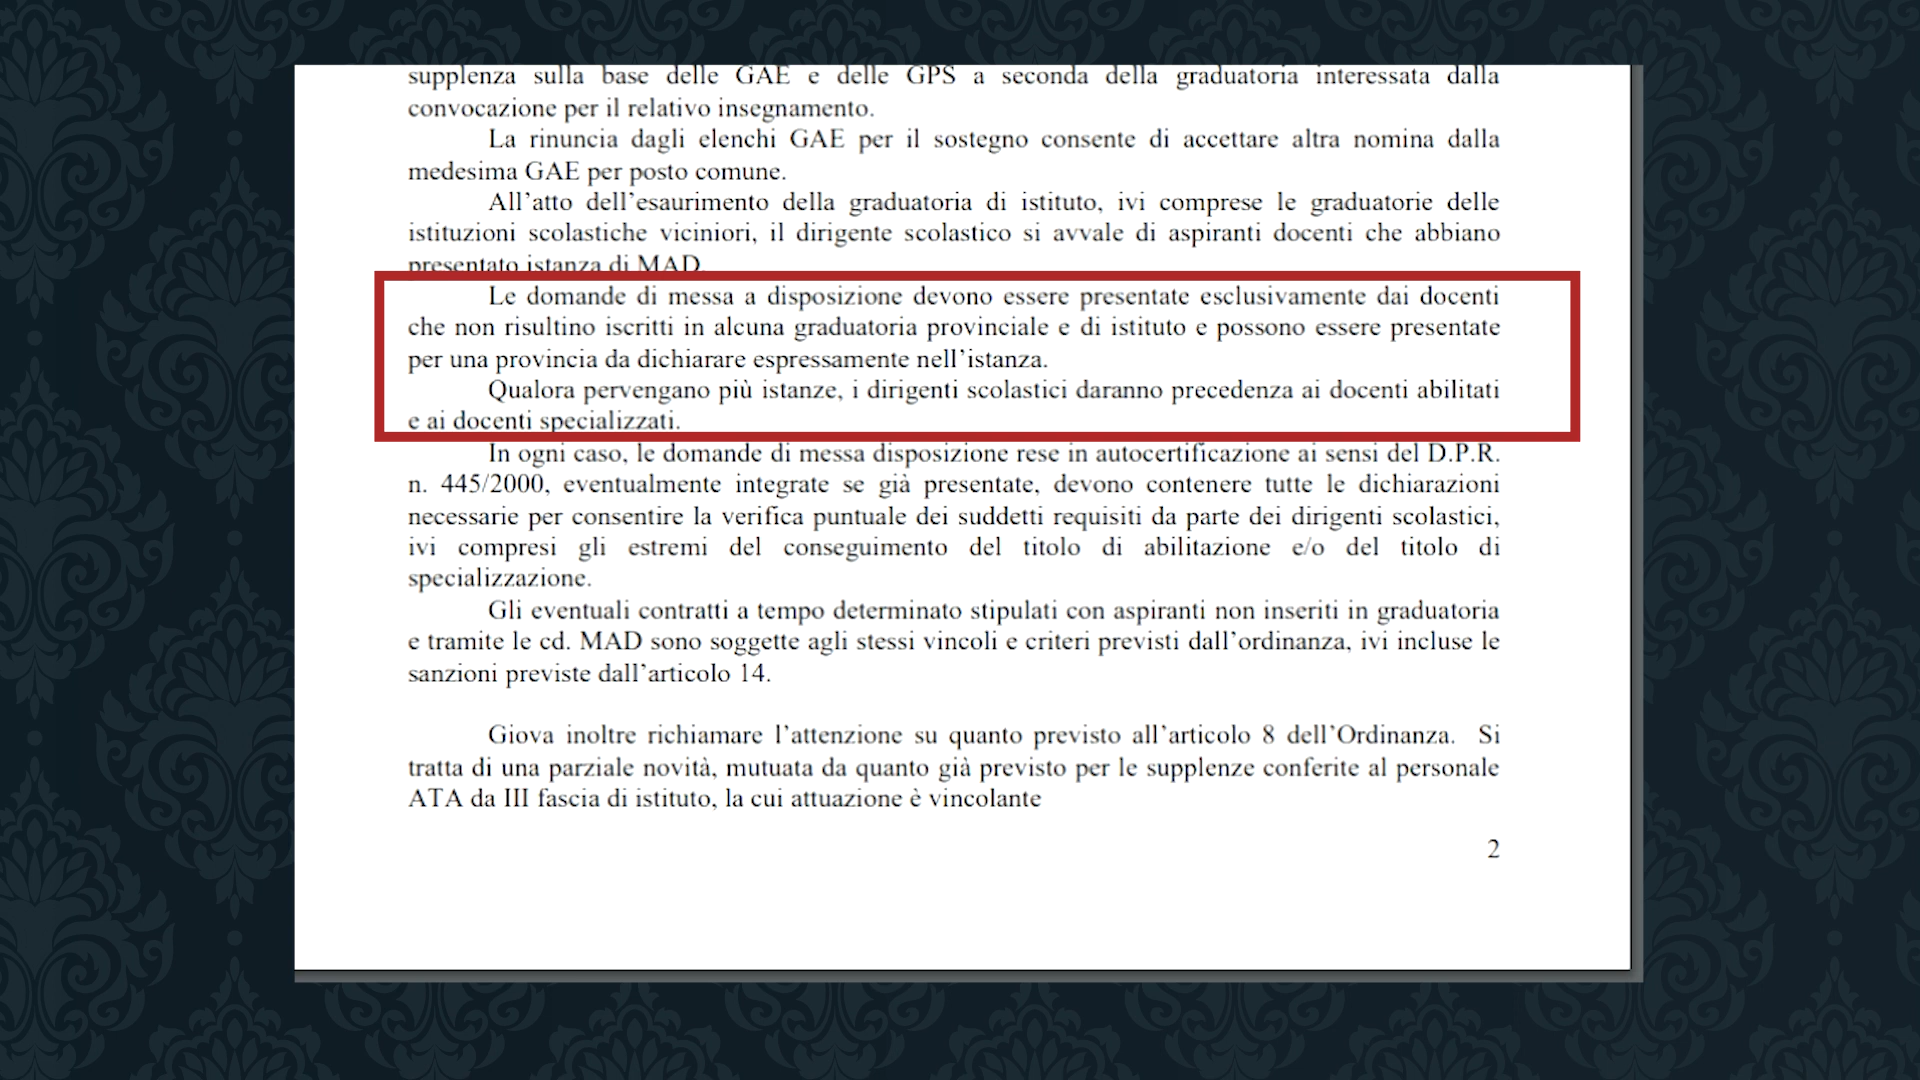 supplenza sulla base delle GAE e delle GPS a seconda della graduatoria interessata dalla
convocazione per il relativo insegnamento.
La rinuncia dagli elenchi GAE per il sostegno consente di accettare altra nomina dalla
medesima GAE per posto comune.
All’atto dell’esaurimento della graduatoria di istituto, ivi comprese le graduatorie delle
istituzioni scolastiche viciniori, il dirigente scolastico si avvale di aspiranti docenti che abbiano
presentato istanza di MAD.
Le domande di messa a disposizione devono essere presentate esclusivamente dai docenti
che non risultino iscritti in alcuna graduatoria provinciale e di istituto e possono essere presentate
per una provincia da dichiarare espressamente nell’istanza.
Qualora pervengano più istanze, i dirigenti scolastici daranno precedenza ai docenti abilitati
e ai docenti specializzati.
In ogni caso, le domande di messa disposizione rese in autocertificazione ai sensi del D.P.R.
n. 445/2000, eventualmente integrate se già presentate, devono contenere tutte le dichiarazioni
necessarie per consentire la verifica puntuale dei suddetti requisiti da parte dei dirigenti scolastici,
ivi compresi gli estremi del conseguimento del titolo di abilitazione e/o del titolo di
specializzazione.
Gli eventuali contratti a tempo determinato stipulati con aspiranti non inseriti in graduatoria
e tramite le cd. MAD sono soggette agli stessi vincoli e criteri previsti dall’ordinanza, ivi incluse le
sanzioni previste dall’articolo 14.
Giova inoltre richiamare l’attenzione su quanto previsto all’articolo 8 dell’Ordinanza. Si
tratta di una parziale novità, mutuata da quanto già previsto per le supplenze conferite al personale
ATA da III fascia di istituto, la cui attuazione è vincolante
2